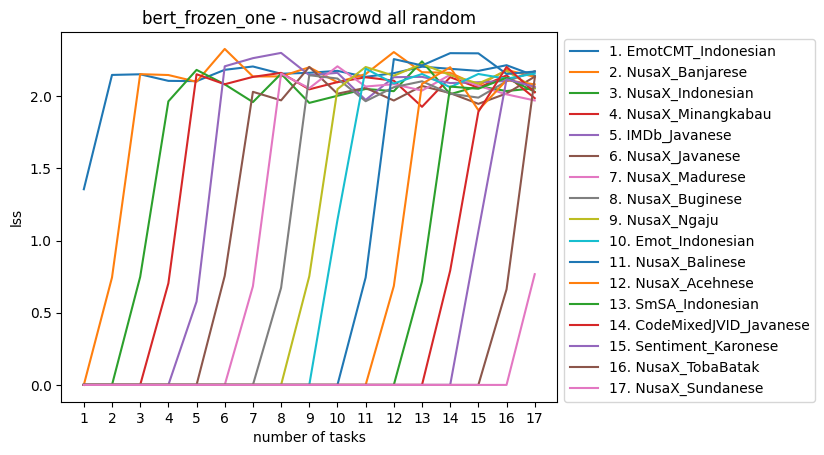 bert_frozen_one - nusacrowd all random
lss
2.0
1.5
1.0
0.5
0.0
1 2 3 4 5 6 7 8 9 10 11 12 13 14 15 16 17
number of tasks
1. EmotCMT_Indonesian
2. NusaX_Banjarese
3. NusaX_Indonesian
4. NusaX_Minangkabau
5. IMDb_Javanese
6. NusaX_Javanese
7. NusaX_Madurese
8. NusaX_Buginese
9. NusaX_Ngaju
10. Emot_Indonesian
11. NusaX_Balinese
12. NusaX_Acehnese
13. SmSA_Indonesian
14. CodeMixedJVID_Javanese
15. Sentiment_Karonese
16. NusaX_TobaBatak
17. NusaX_Sundanese